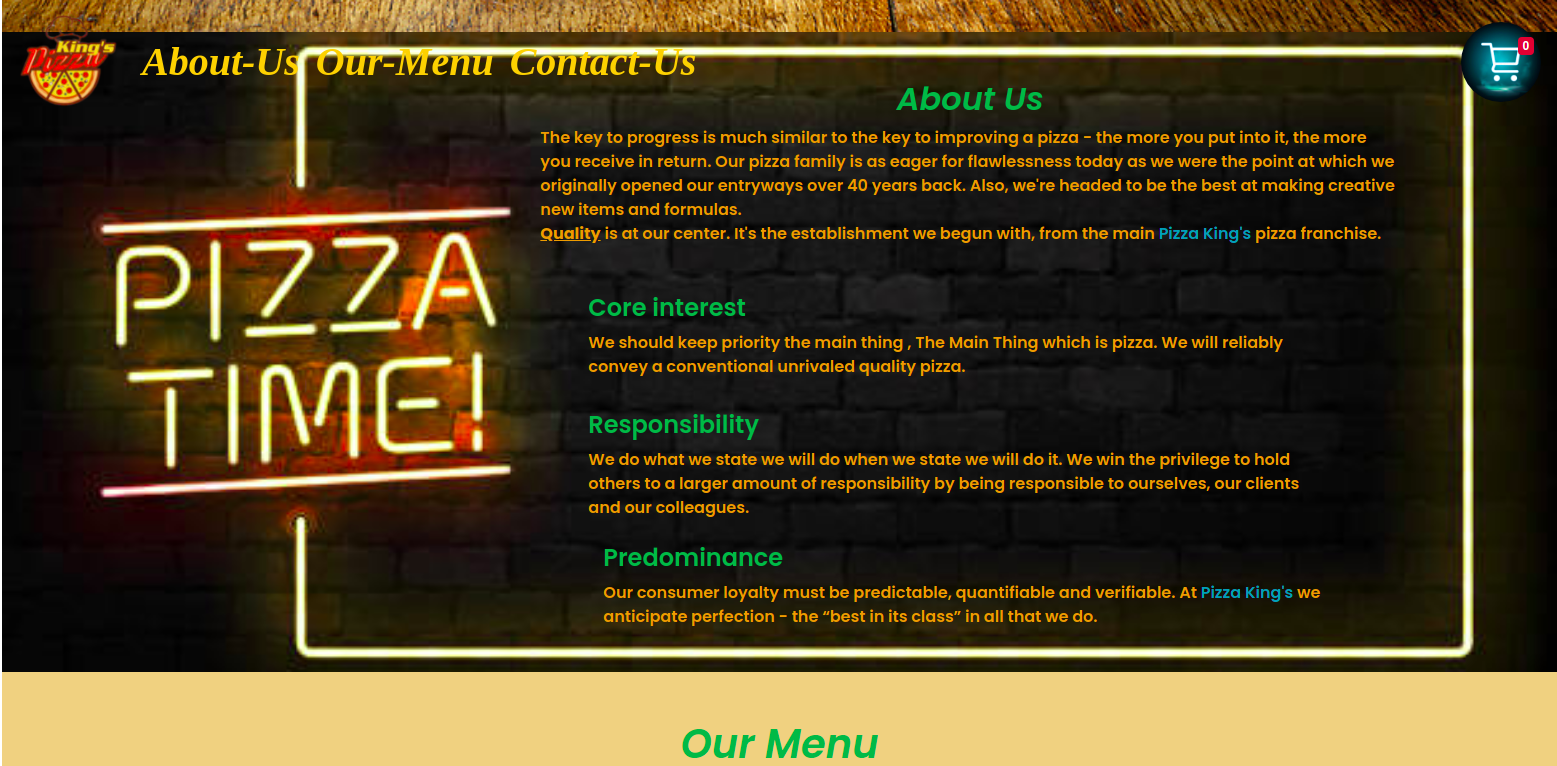 King's
Pizza
About-Us Our-Menu Contact-Us
0
About Us
The key to progress is much similar to the key to improving a pizza - the more you put into it, the more
you receive in return. Our pizza family is as eager for flawlessness today as we were the point at which we
originally opened our entryways over 40 years back. Also, we're headed to be the best at making creative
new items and formulas.
Quality is at our center. It's the establishment we begun with, from the main Pizza King's pizza franchise.
PIZZA
TIME!
Core interest
We should keep priority the main thing , The Main Thing which is pizza. We will reliably
convey a conventional unrivaled quality pizza.
Responsibility
We do what we state we will do when we state we will do it. We win the privilege to hold
others to a larger amount of responsibility by being responsible to ourselves, our clients
and our colleagues.
Predominance
Our consumer loyalty must be predictable, quantifiable and verifiable. At Pizza King's we
anticipate perfection - the “best in its class” in all that we do.
Our Menu